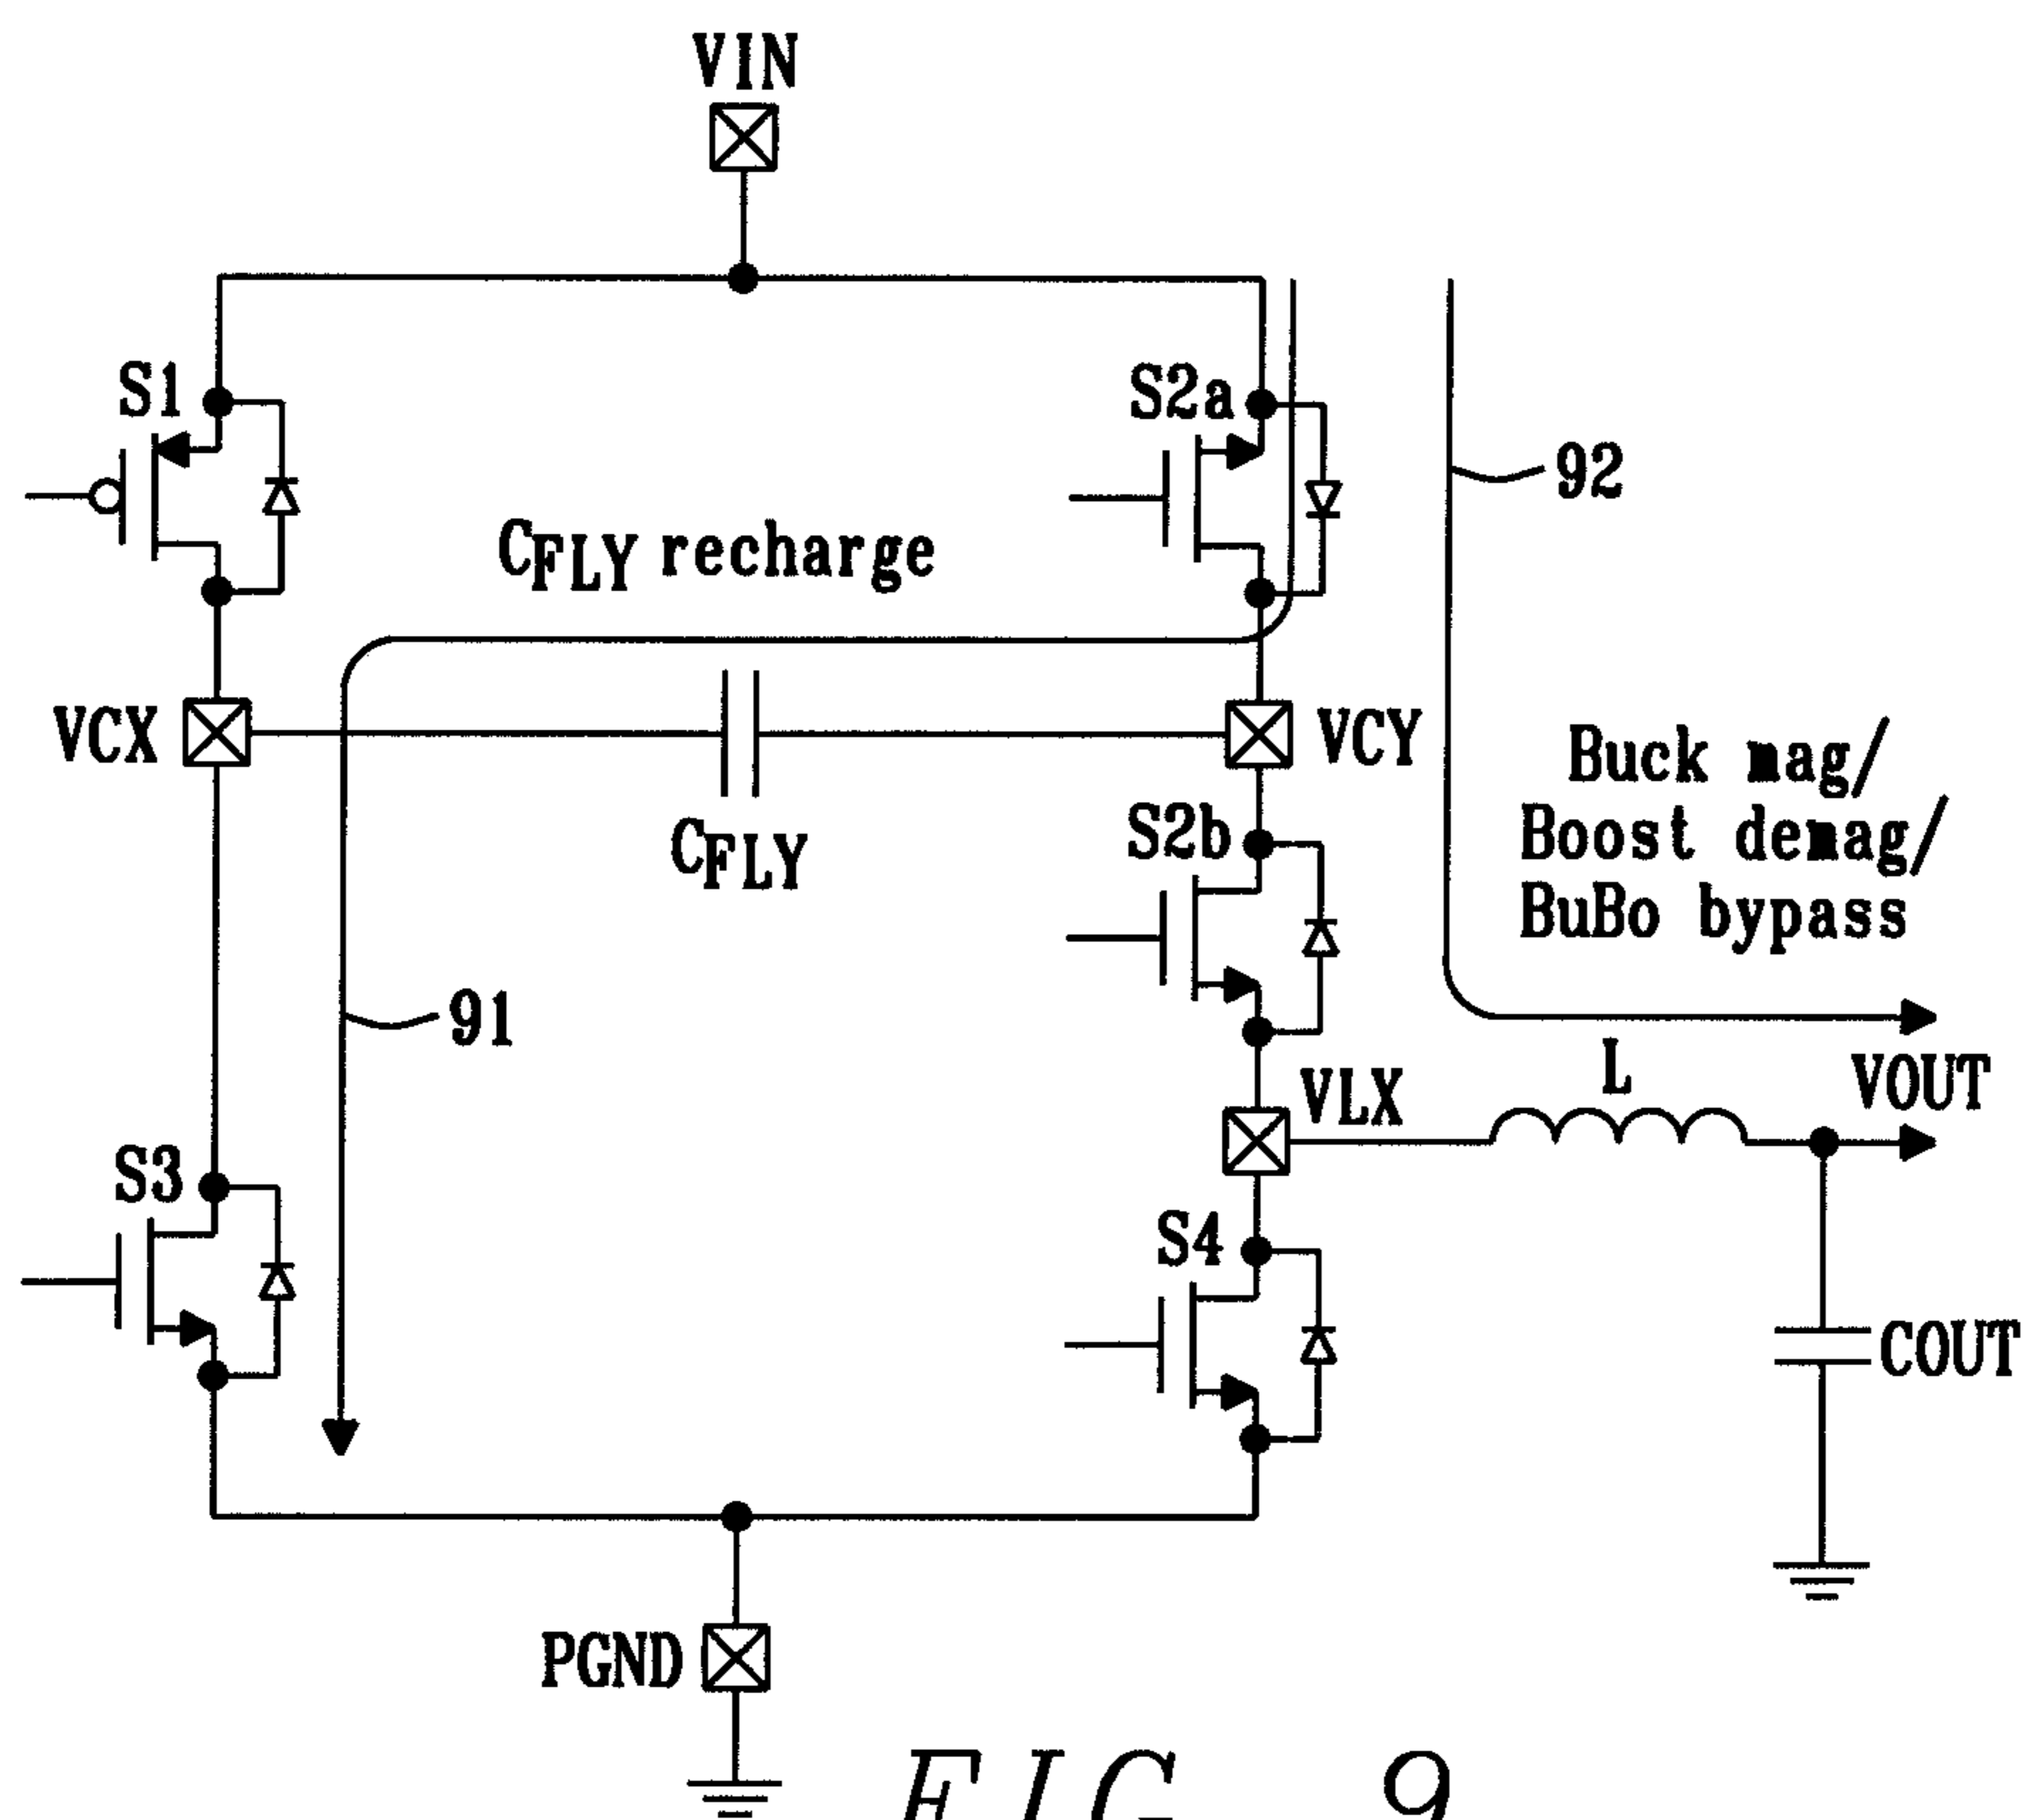 VIN
S1
S2a
92
CFLY recharge
VCX
VCY
Buck mag/
Boost demag/
BuBo bypass
CFLY
S2b
91
L
VOUT
VLX
S3
S4
COUT
PGND
FIG. 9